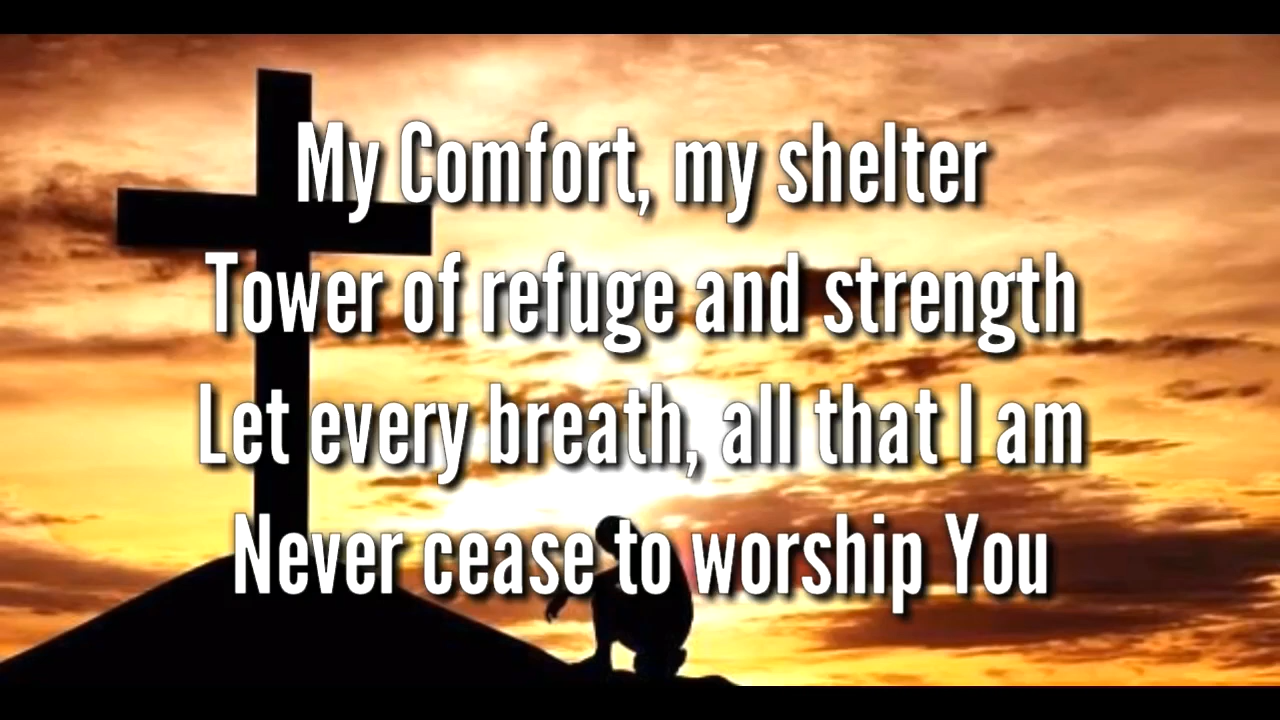 My Comfort, my shelter
Tower of refuge and strength
Let every breath, all that I am
Never cease to worship You